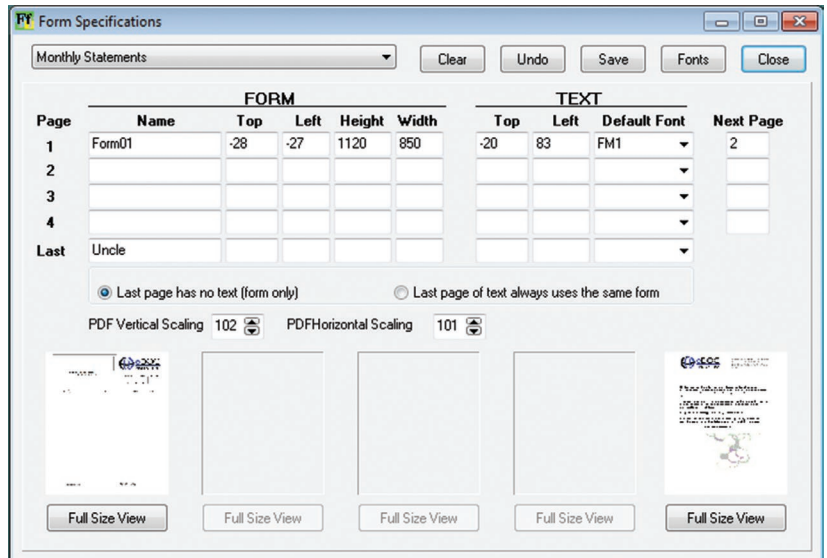 Ff Form Specifications
Monthly Statements Clear Undo Save Fonts Close
FORM TEXT
Page Name Top Left Height Width Top Left Default Font Next Page
1 Form01 -28 -27 1120 850 -20 83 FM1 2
2
3
4
Last Uncle
Last page has no text (form only) Last page of text always uses the same form
PDF Vertical Scaling 102 PDFHorizontal Scaling 101
Full Size View Full Size View Full Size View Full Size View Full Size View